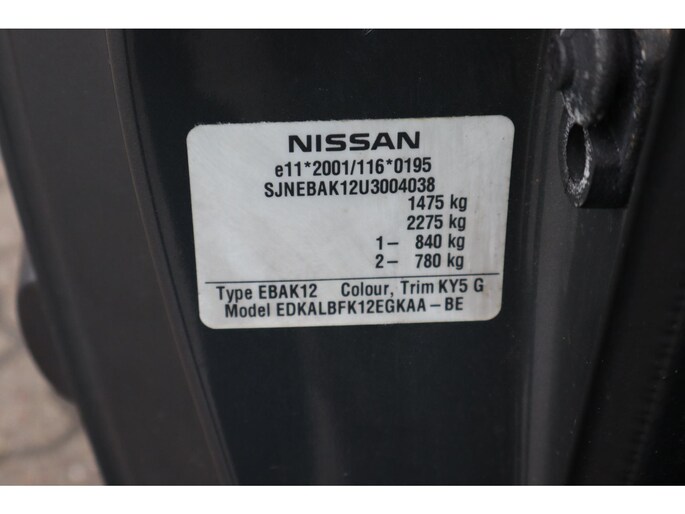 NISSAN
e11*2001/116*0195
SJNEBAK12U3004038
1475 kg
2275 kg
1- 840 kg
2- 780 kg
Type EBAK12 Colour, Trim KY5 G
Model EDKALBFK12EGKAA-BE